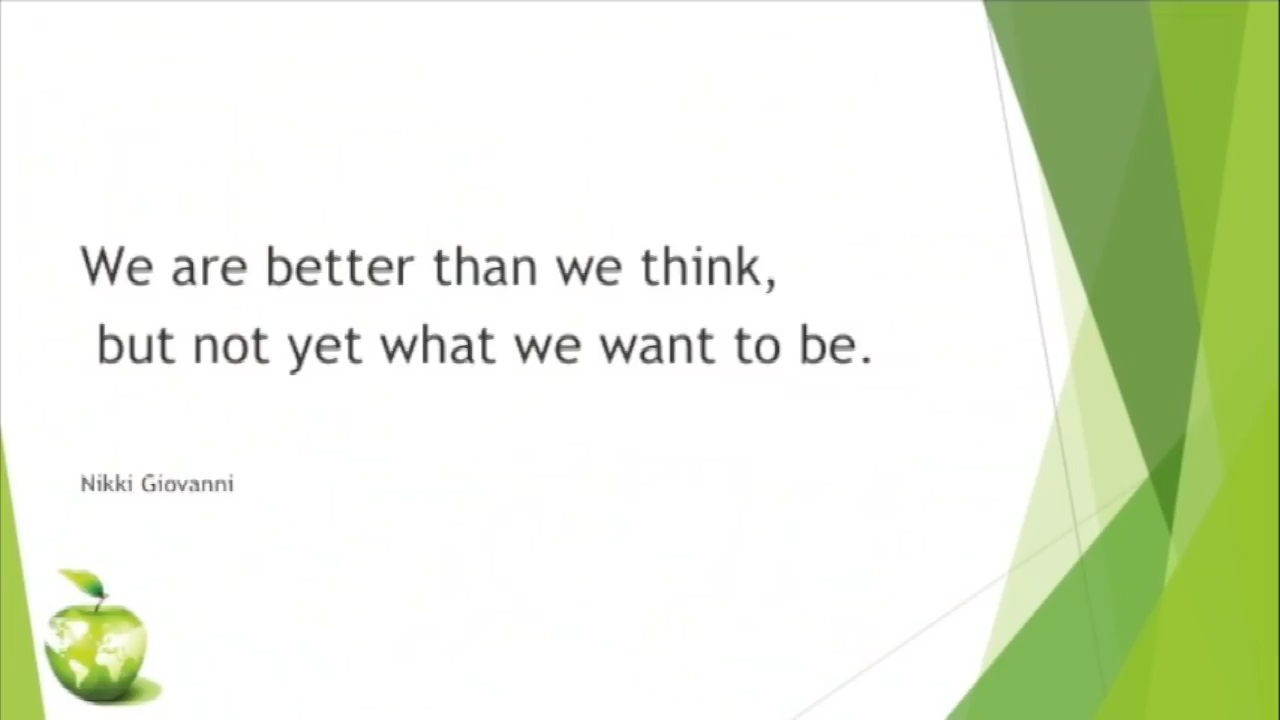 We are better than we think,
but not yet what we want to be.
Nikki Giovanni